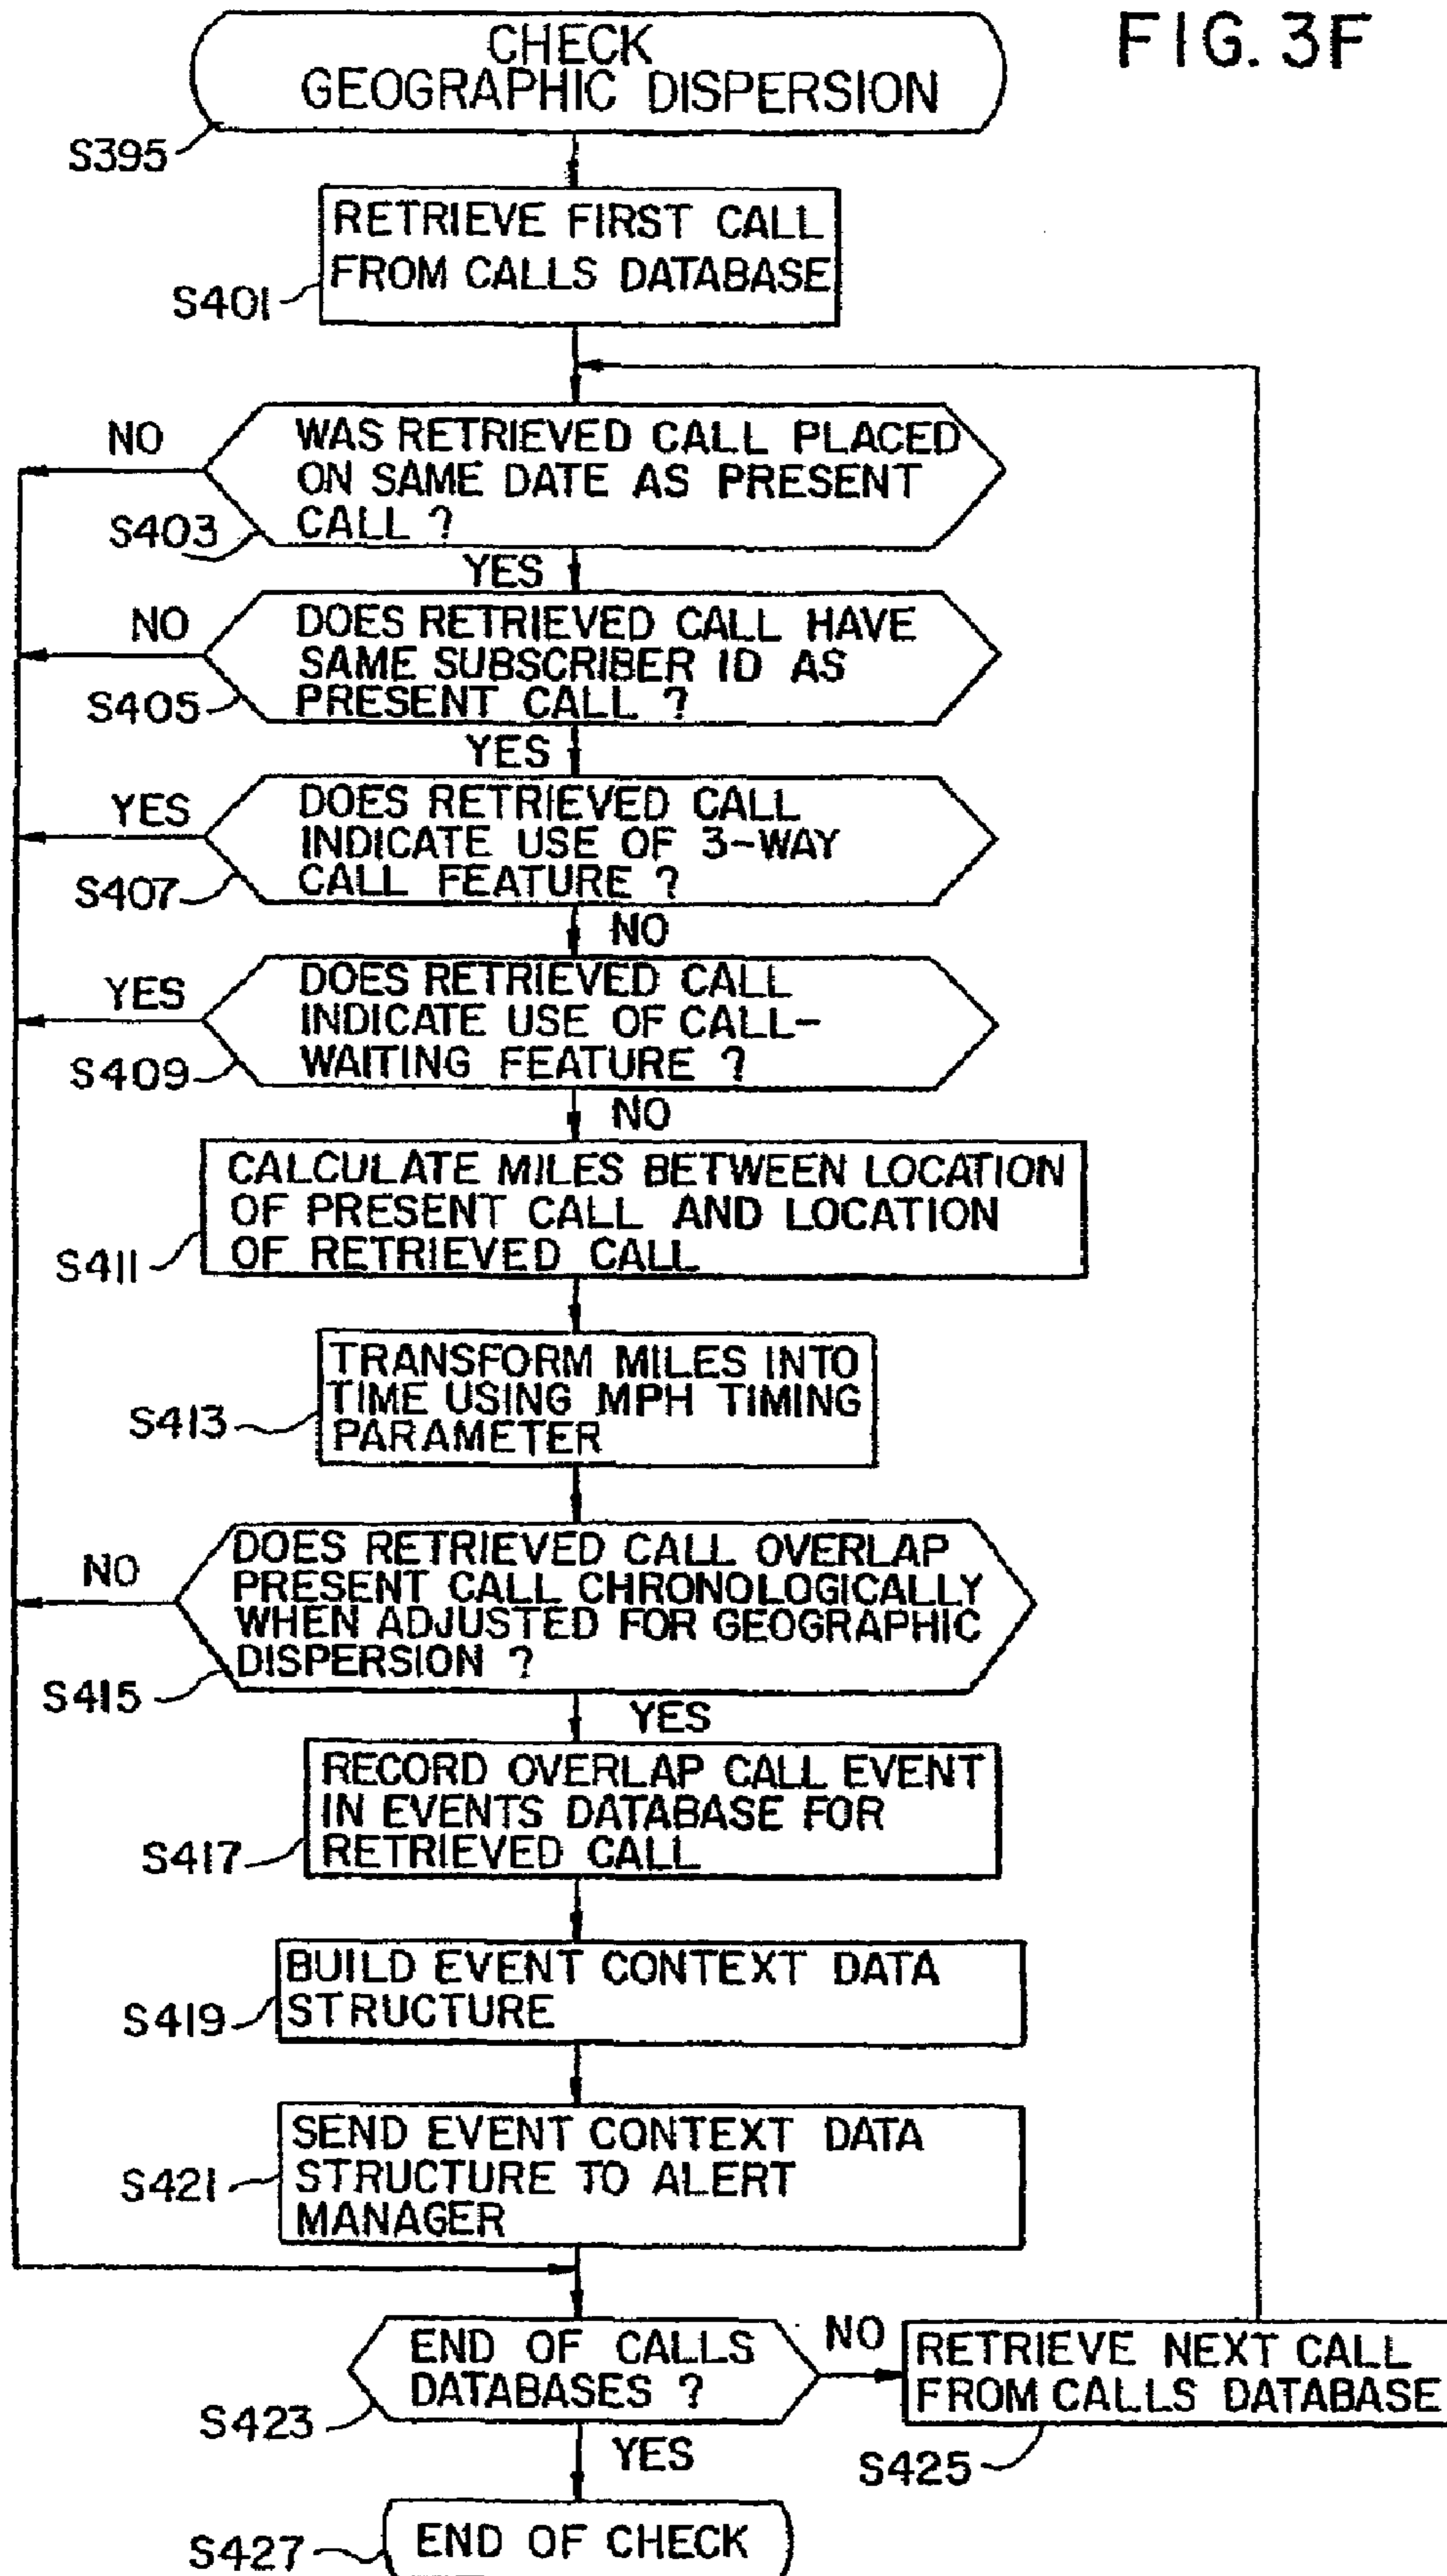 FIG. 3F
CHECK
GEOGRAPHIC DISPERSION
S395
RETRIEVE FIRST CALL
FROM CALLS DATABASE
S401
NO
WAS RETRIEVED CALL PLACED
ON SAME DATE AS PRESENT
CALL ?
S403
YES
NO
DOES RETRIEVED CALL HAVE
SAME SUBSCRIBER ID AS
PRESENT CALL ?
S405
YES
YES
DOES RETRIEVED CALL
INDICATE USE OF 3-WAY
CALL FEATURE ?
S407
NO
YES
DOES RETRIEVED CALL
INDICATE USE OF CALL-
WAITING FEATURE ?
S409
NO
CALCULATE MILES BETWEEN LOCATION
OF PRESENT CALL AND LOCATION
OF RETRIEVED CALL
S411
TRANSFORM MILES INTO
TIME USING MPH TIMING
PARAMETER
S413
NO
DOES RETRIEVED CALL OVERLAP
PRESENT CALL CHRONOLOGICALLY
WHEN ADJUSTED FOR GEOGRAPHIC
DISPERSION ?
S415
YES
RECORD OVERLAP CALL EVENT
IN EVENTS DATABASE FOR
RETRIEVED CALL
S417
BUILD EVENT CONTEXT DATA
STRUCTURE
S419
SEND EVENT CONTEXT DATA
STRUCTURE TO ALERT
MANAGER
S421
END OF CALLS
DATABASES ?
S423
NO
RETRIEVE NEXT CALL
FROM CALLS DATABASE
S425
YES
END OF CHECK
S427